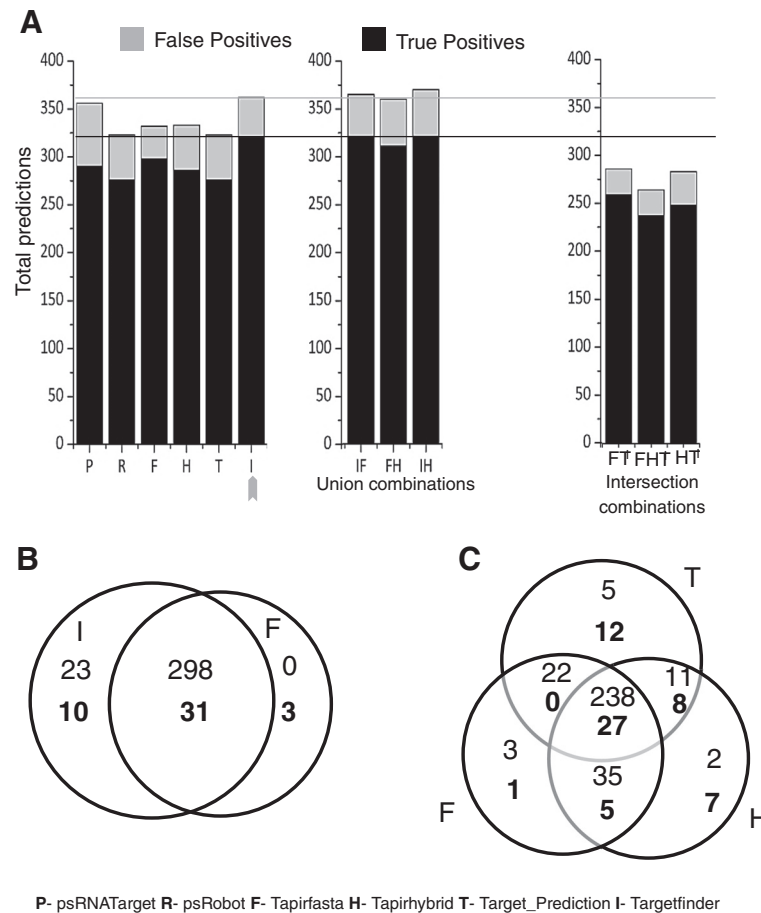 A
False Positives
True Positives
Total predictions
400
350
300
250
200
150
100
50
0
P R F H T I
400
350
300
250
200
150
100
50
0
IF FH IH
Union combinations
400
350
300
250
200
150
100
50
0
FT FHT HT
Intersection
combinations
B
I
F
23
298
0
10
31
3
C
T
5
12
22
11
0
238
8
27
3
35
2
1
5
7
F
H
P- psRNATarget R- psRobot F- Tapirfasta H- Tapirhybrid T- Target_Prediction I- Targetfinder